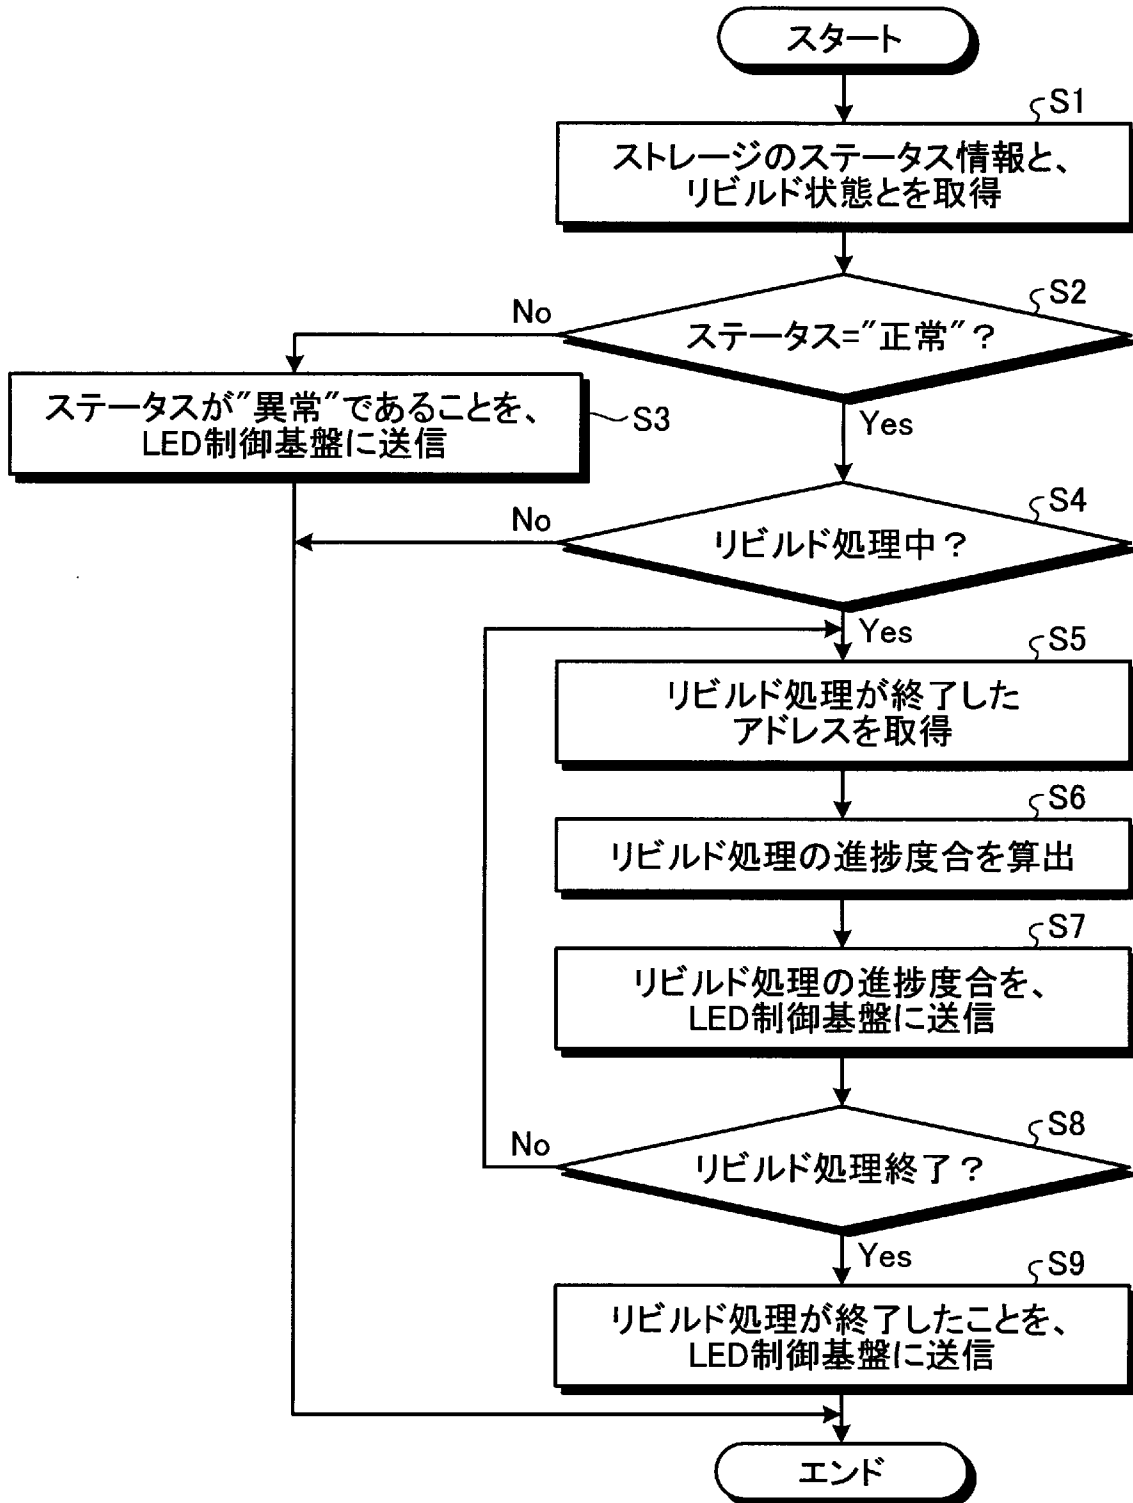 スタート
S1
ストレージのステータス情報と、
リビルド状態とを取得
S2
ステータス=″正常″?
No
Yes
ステータスが″異常″であることを、
LED制御基盤に送信
S3
S4
リビルド処理中?
No
Yes
S5
リビルド処理が終了した
アドレスを取得
S6
リビルド処理の進捗度合を算出
S7
リビルド処理の進捗度合を、
LED制御基盤に送信
S8
リビルド処理終了?
No
Yes
S9
リビルド処理が終了したことを、
LED制御基盤に送信
エンド